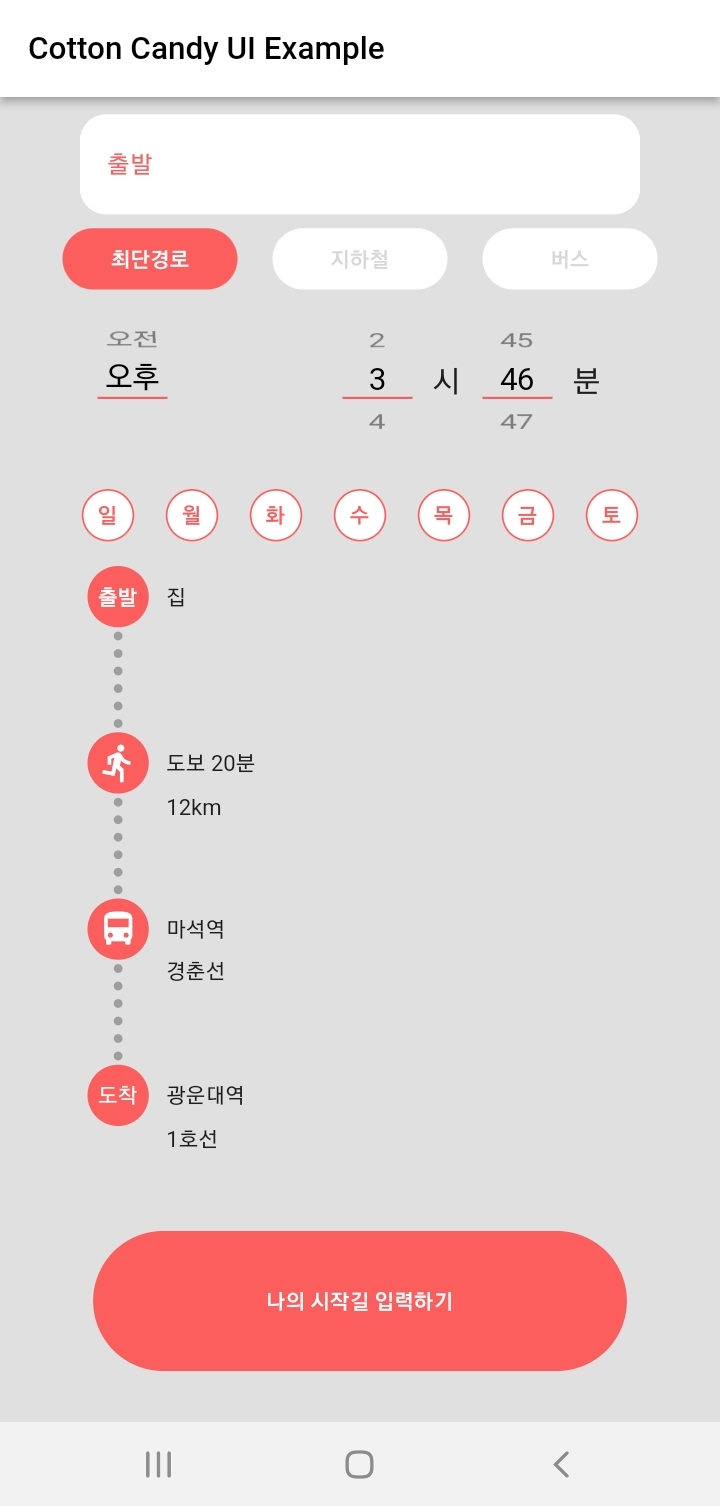 Cotton Candy UI Example
출발
최단경로 지하철 버스
오전 2 45
오후 3 시 46 분
4 47
일 월 화 수 목 금 토
출발 집
도보 20분
12km
마석역
경춘선
도착 광운대역
1호선
나의 시작길 입력하기